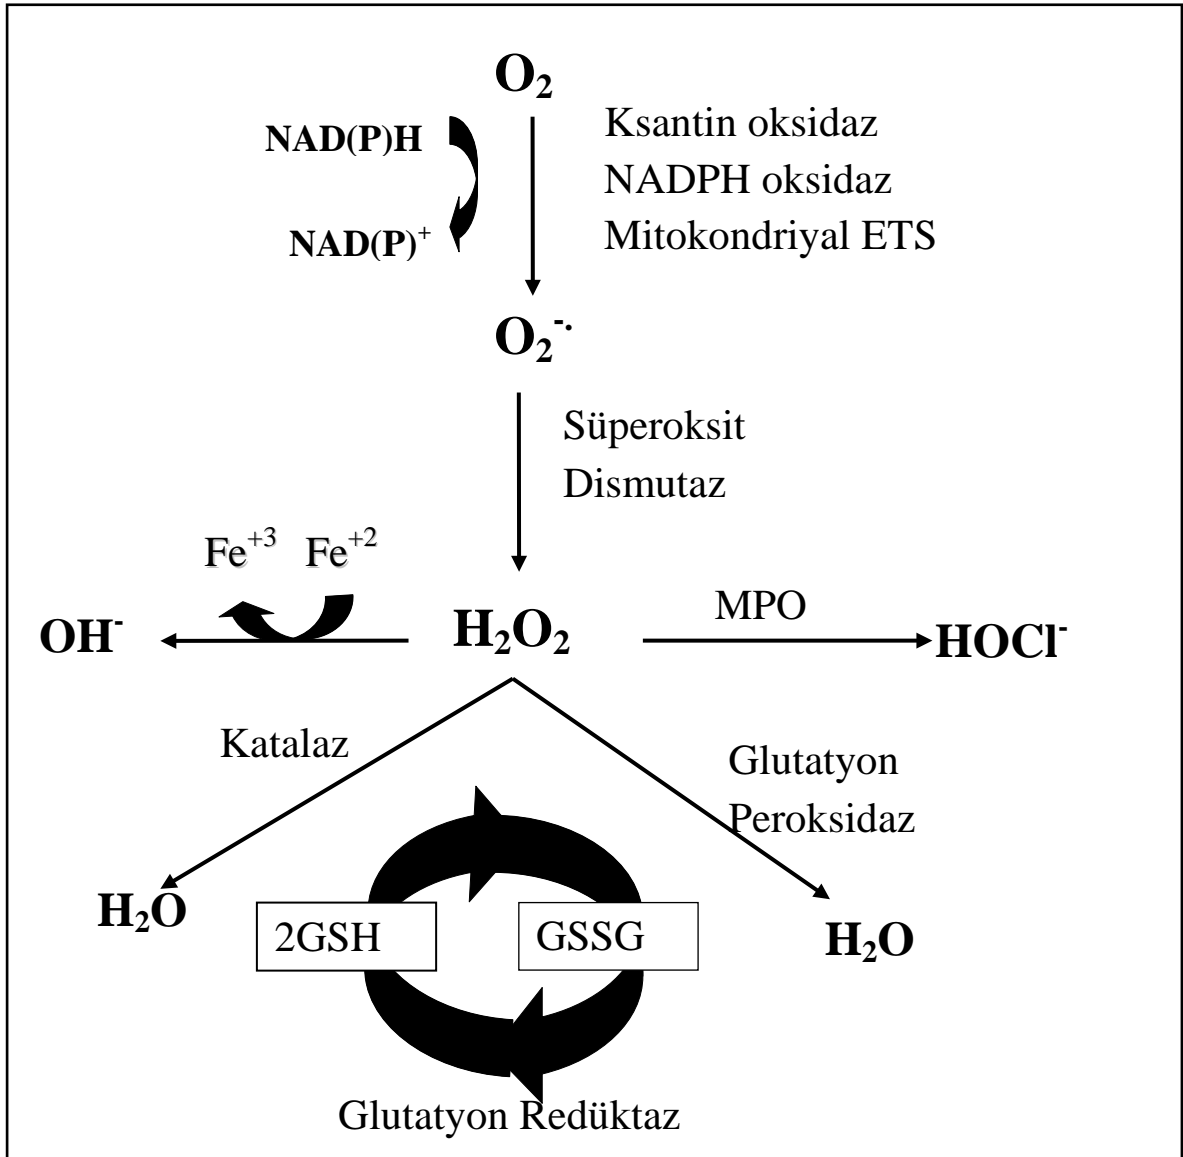 O₂
NAD(P)H
Ksantin oksidaz
NADPH oksidaz
NAD(P)⁺
Mitokondriyal ETS
O₂⁻·
Süperoksit
Dismutaz
Fe⁺³ Fe⁺²
OH⁻
H₂O₂
MPO
HOCl⁻
Katalaz
Glutatyon
Peroksidaz
H₂O
2GSH
GSSG
H₂O
Glutatyon Redüktaz